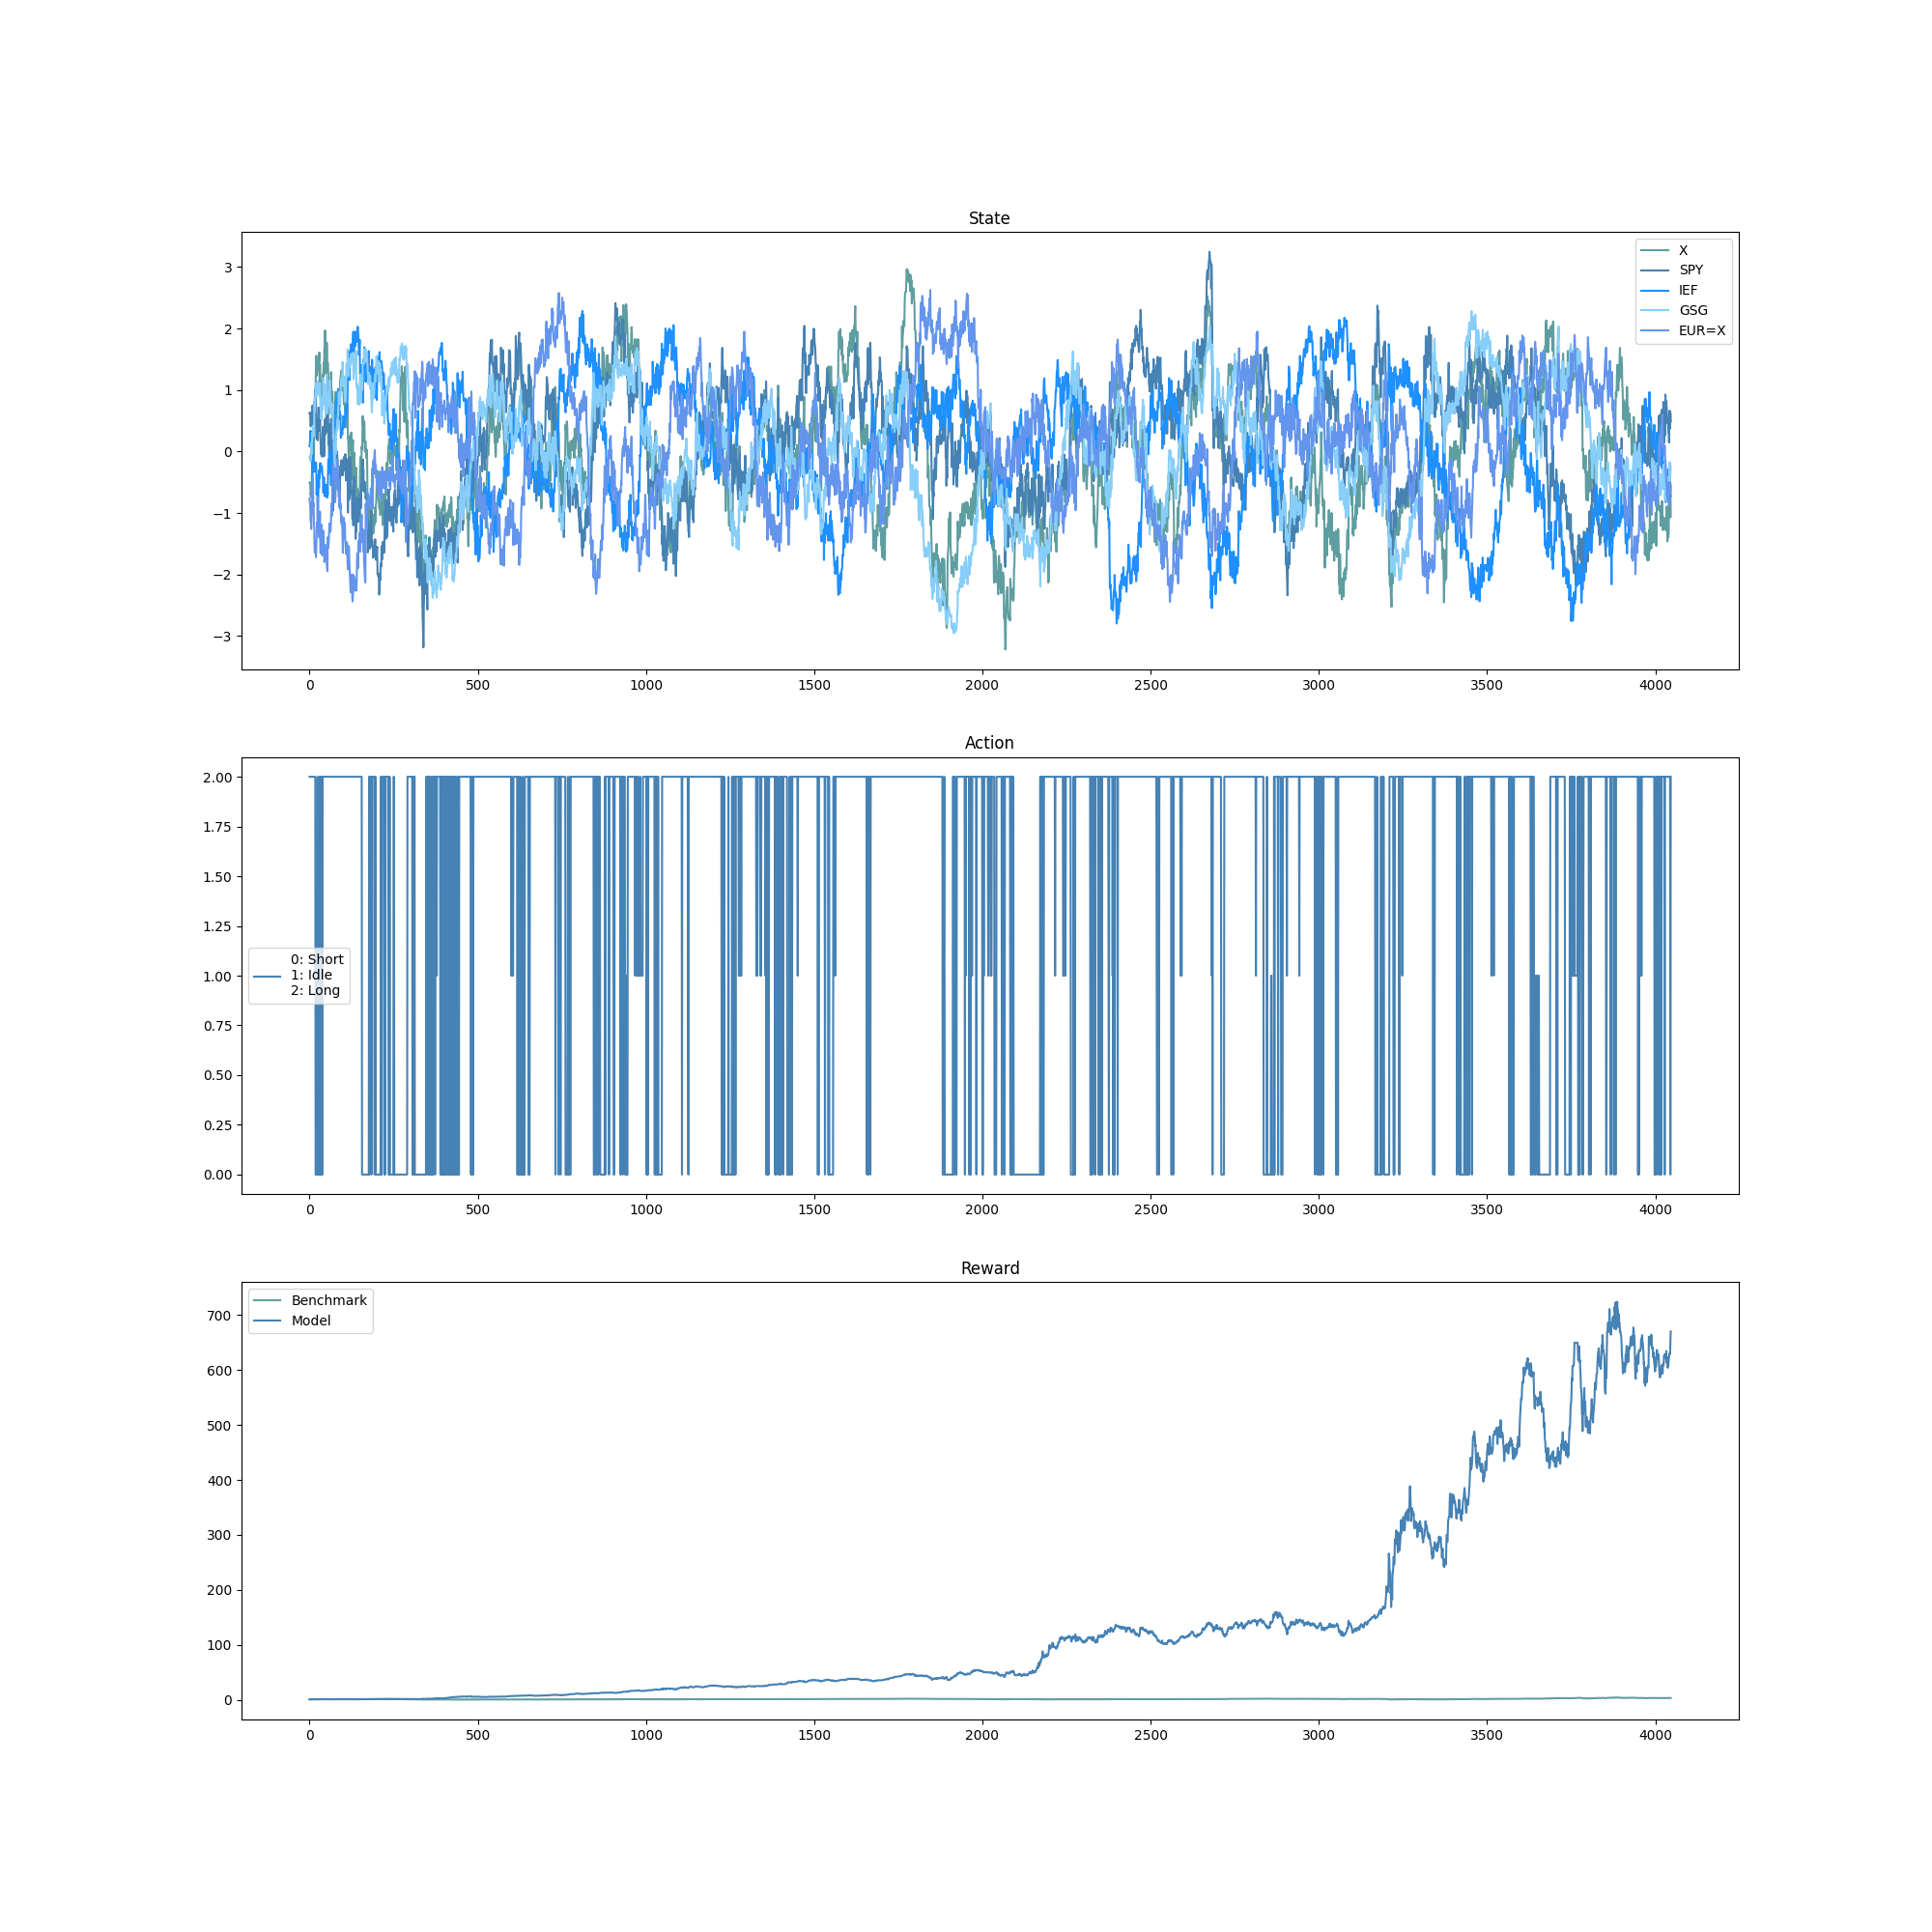 State
3
2
1
0
−1
−2
−3
X
SPY
IEF
GSG
EUR=X
0 500 1000 1500 2000 2500 3000 3500 4000
Action
2.00
1.75
1.50
1.25
1.00
0.75
0.50
0.25
0.00
0: Short
1: Idle
2: Long
0 500 1000 1500 2000 2500 3000 3500 4000
Reward
700
600
500
400
300
200
100
0
Benchmark
Model
0 500 1000 1500 2000 2500 3000 3500 4000